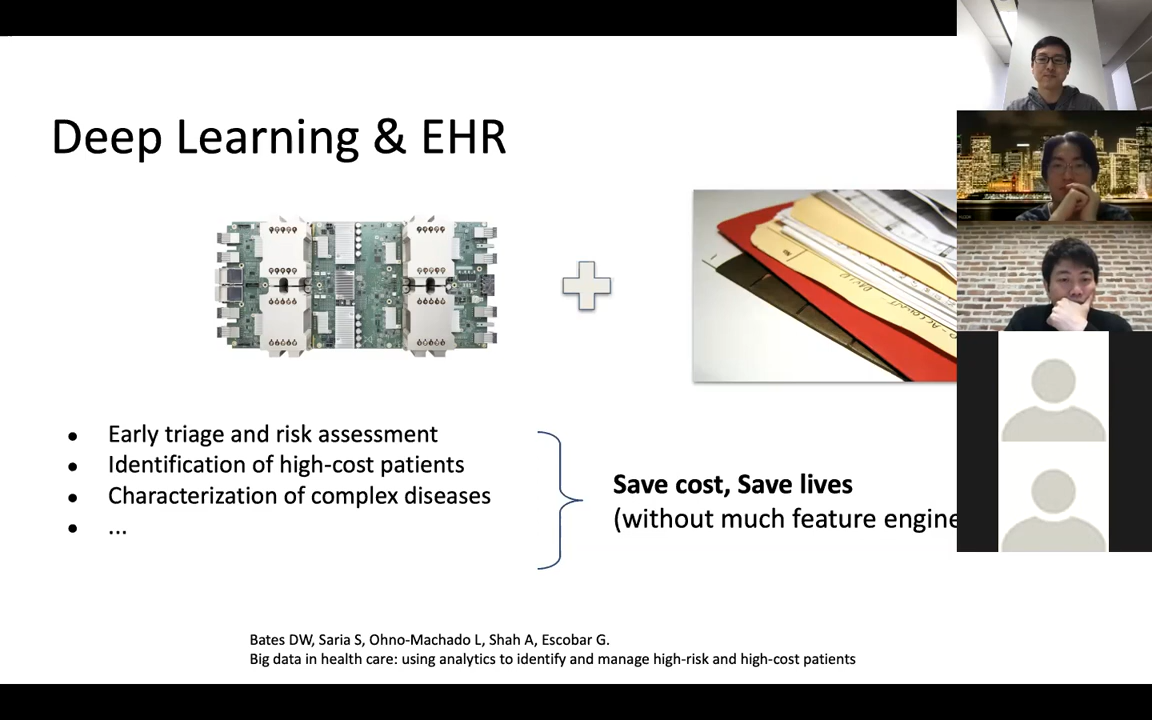 Deep Learning & EHR
● Early triage and risk assessment
● Identification of high-cost patients
● Characterization of complex diseases
● ...
Save cost, Save lives
(without much feature engine
Bates DW, Saria S, Ohno-Machado L, Shah A, Escobar G.
Big data in health care: using analytics to identify and manage high-risk and high-cost patients